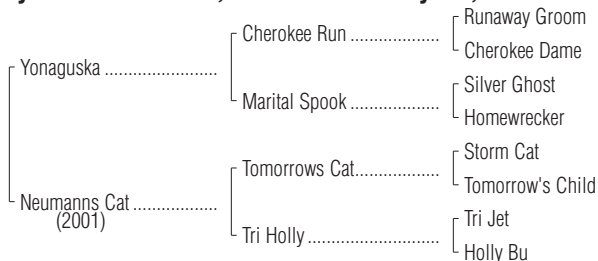 Runaway Groom
Cherokee Run ...................
Cherokee Dame
Yonaguska ........................
Silver Ghost
Marital Spook ...................
Homewrecker
Storm Cat
Tomorrows Cat..................
Tomorrow's Child
Neumanns Cat ..................
(2001)
Tri Jet
Tri Holly ............................
Holly Bu